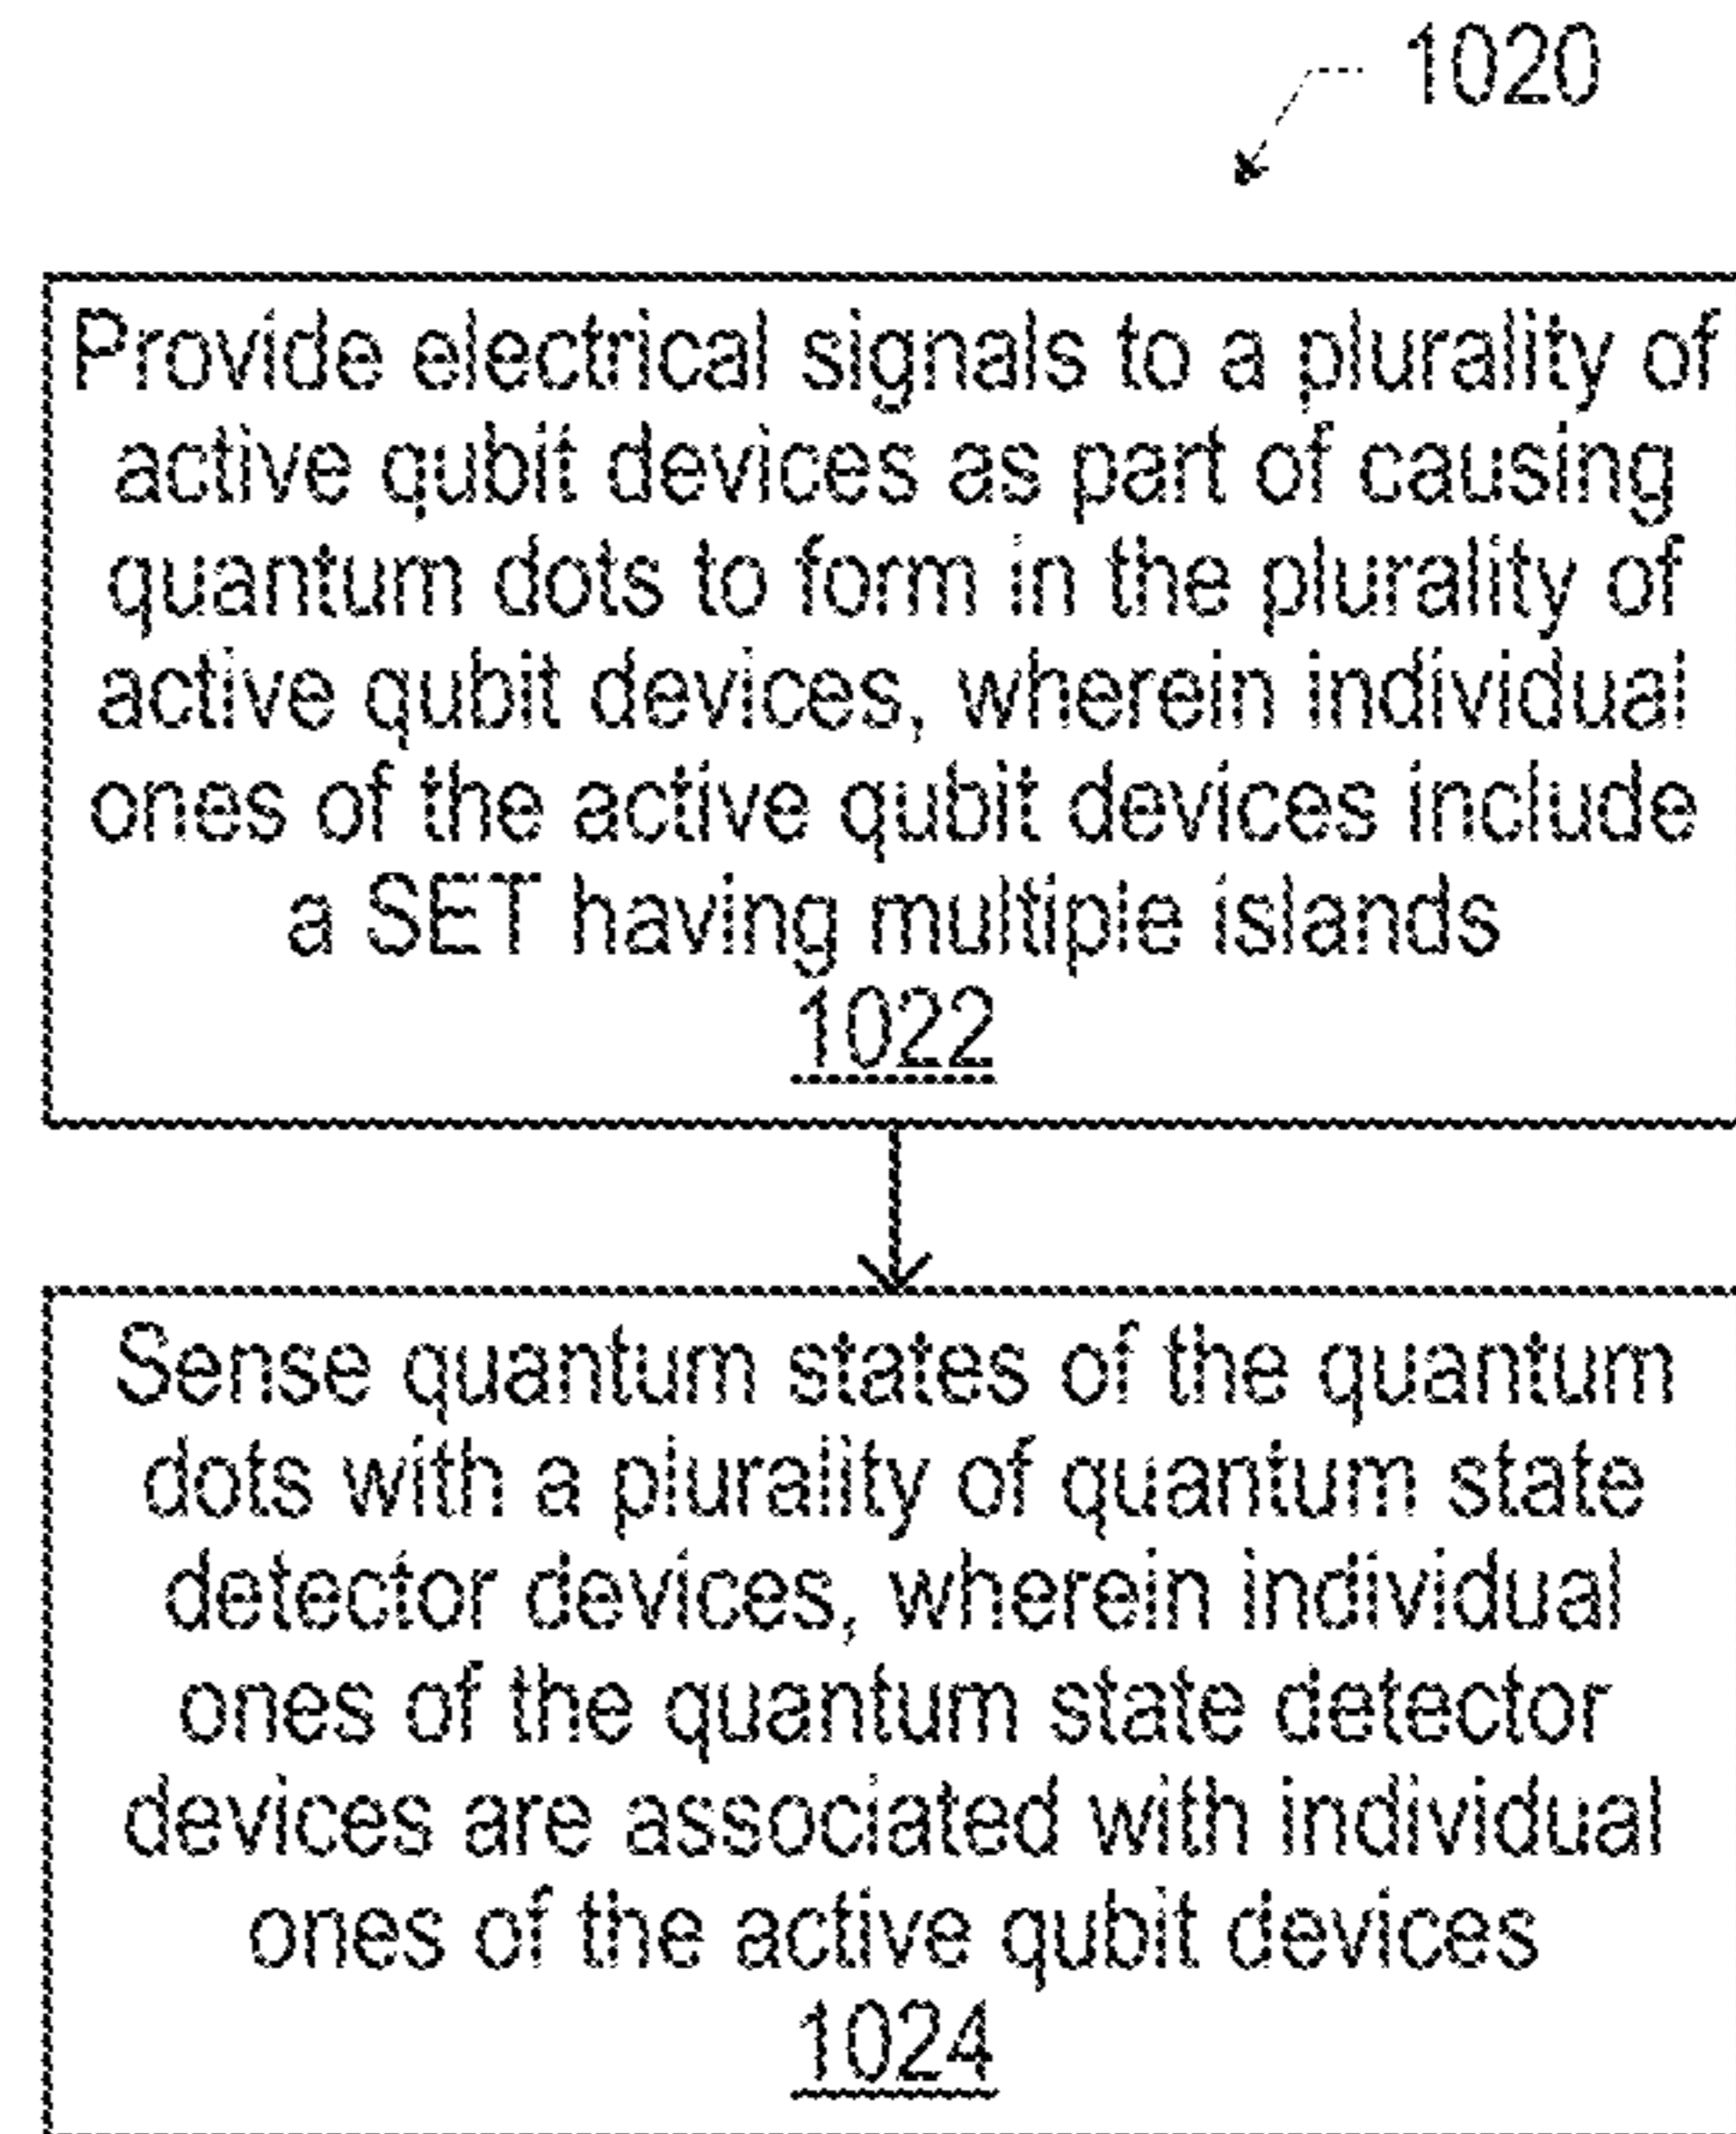 1020
Provide electrical signals to a plurality of
active qubit devices as part of causing
quantum dots to form in the plurality of
active qubit devices, wherein individual
ones of the active qubit devices include
a SET having multiple islands
1022
Sense quantum states of the quantum
dots with a plurality of quantum state
detector devices, wherein individual
ones of the quantum state detector
devices are associated with individual
ones of the active qubit devices
1024